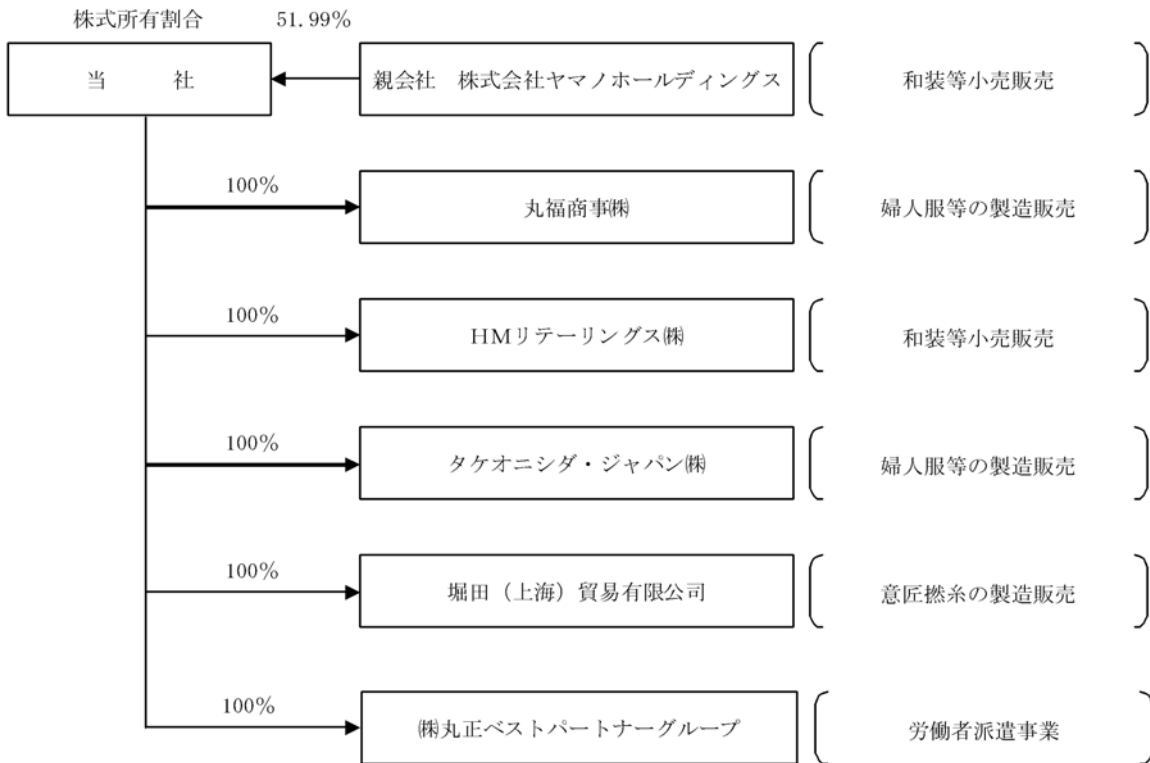 株式所有割合 51.99%
当 社 親会社 株式会社ヤマノホールディングス 和装等小売販売
100%
丸福商事㈱ 婦人服等の製造販売
100%
HMリテーリングス㈱ 和装等小売販売
100%
タケオニシダ・ジャパン㈱ 婦人服等の製造販売
100%
堀田（上海）貿易有限公司 意匠撚糸の製造販売
100%
㈱丸正ベストパートナーグループ 労働者派遣事業